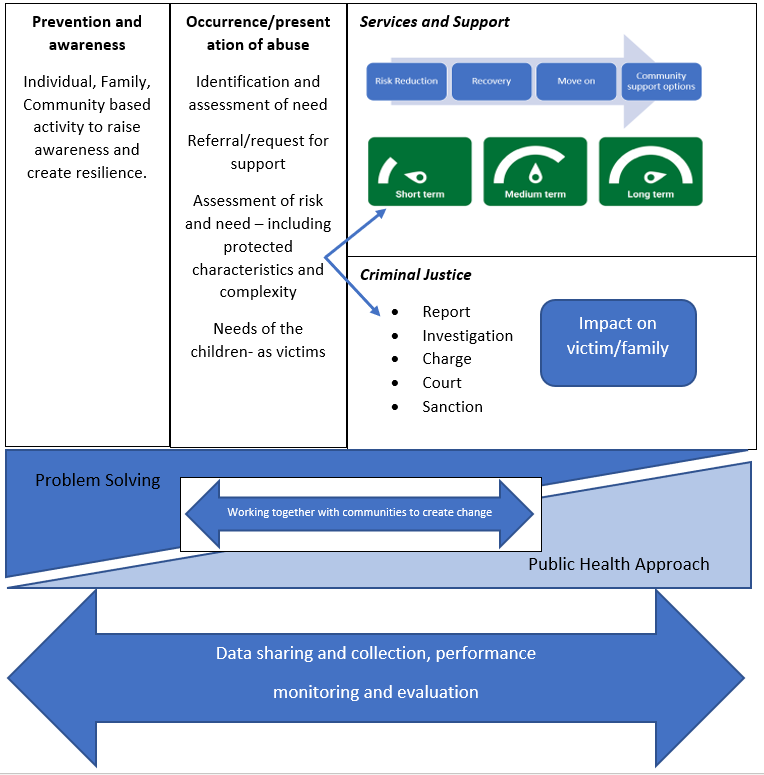 Prevention and
awareness
Individual, Family,
Community based
activity to raise
awareness and
create resilience.
Occurrence/present
ation of abuse
Identification and
assessment of need
Referral/request for
support
Assessment of risk
and need – including
protected
characteristics and
complexity
Needs of the
children- as victims
Services and Support
Risk Reduction
Recovery
Move on
Community
support options
Short term
Medium term
Long term
Criminal Justice
• Report
• Investigation
• Charge
• Court
• Sanction
Impact on
victim/family
Problem Solving
Working together with communities to create change
Public Health Approach
Data sharing and collection, performance
monitoring and evaluation